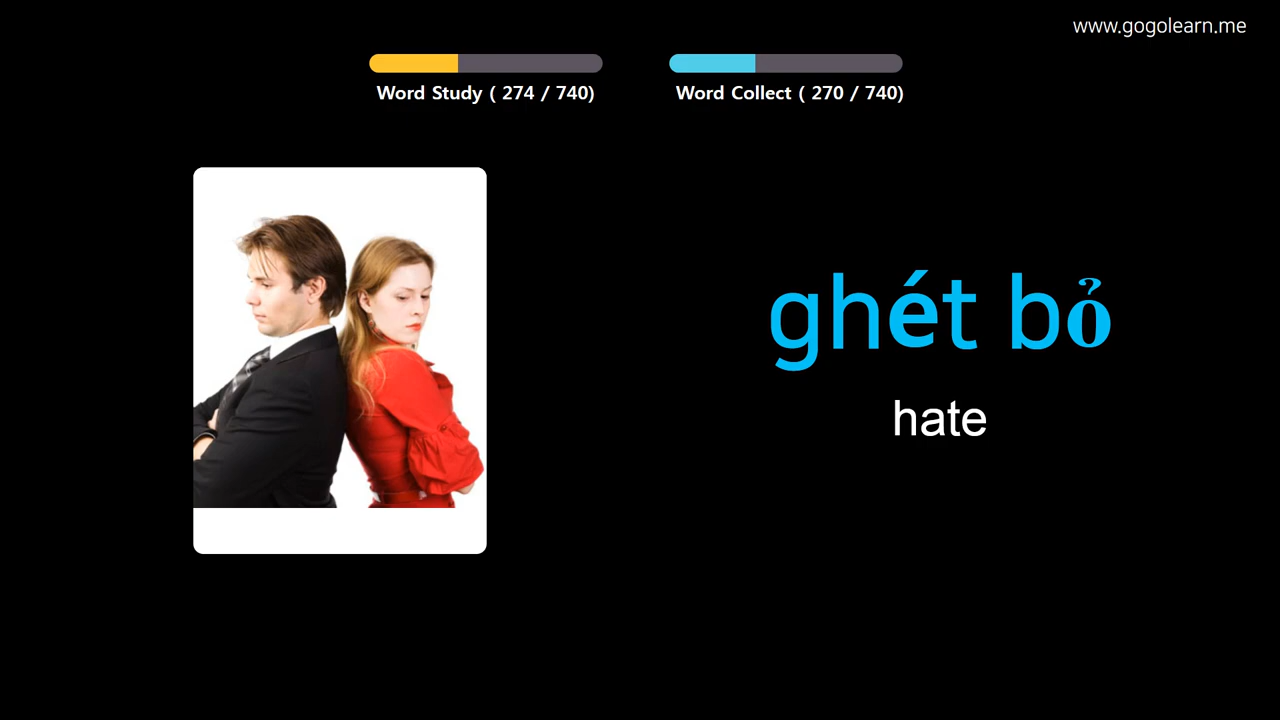 www.gogolearn.me
Word Study ( 274 / 740)
Word Collect ( 270 / 740)
ghét bỏ
hate